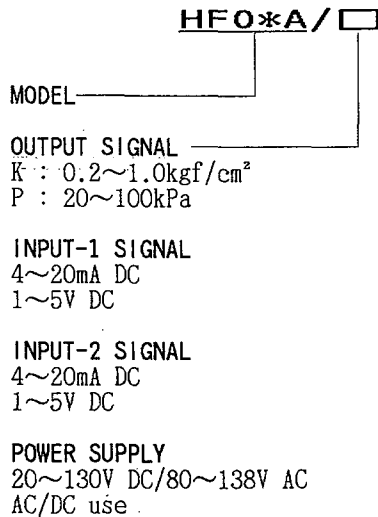 HFO*A/□
MODEL
OUTPUT SIGNAL
K : 0.2～1.0kgf/cm²
P : 20～100kPa
INPUT-1 SIGNAL
4～20mA DC
1～5V DC
INPUT-2 SIGNAL
4～20mA DC
1～5V DC
POWER SUPPLY
20～130V DC/80～138V AC
AC/DC use